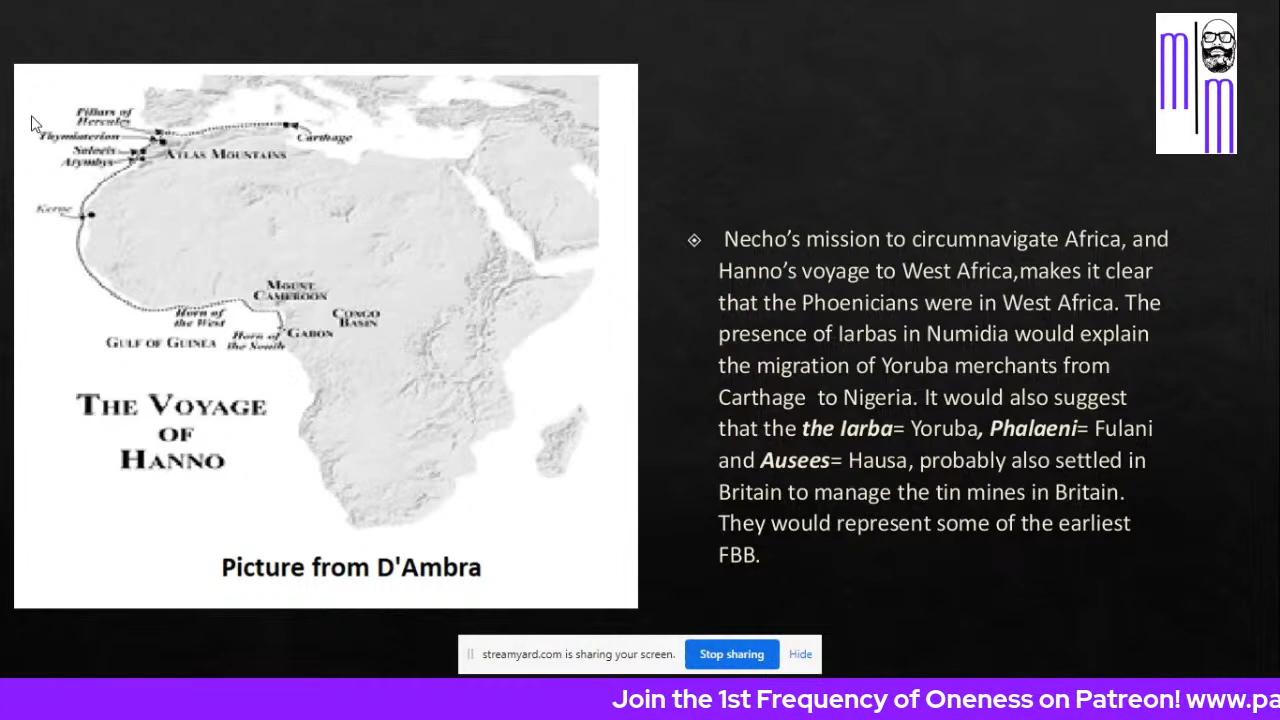 Pillars of
Hercules
Thymiaterion
Soloeis
Arymbys
Carthage
ATLAS MOUNTAINS
Kerne
MOUNT
CAMEROON
CONGO
BASIN
Horn of
the West
Horn of
the South
GABON
GULF OF GUINEA
THE VOYAGE
OF
HANNO
Picture from D'Ambra
m
m
Necho's mission to circumnavigate Africa, and
Hanno's voyage to West Africa,makes it clear
that the Phoenicians were in West Africa. The
presence of Iarbas in Numidia would explain
the migration of Yoruba merchants from
Carthage to Nigeria. It would also suggest
that the the Iarba= Yoruba, Phalaeni= Fulani
and Ausees= Hausa, probably also settled in
Britain to manage the tin mines in Britain.
They would represent some of the earliest
FBB.
streamyard.com is sharing your screen. Stop sharing Hide
Join the 1st Frequency of Oneness on Patreon! www.pa